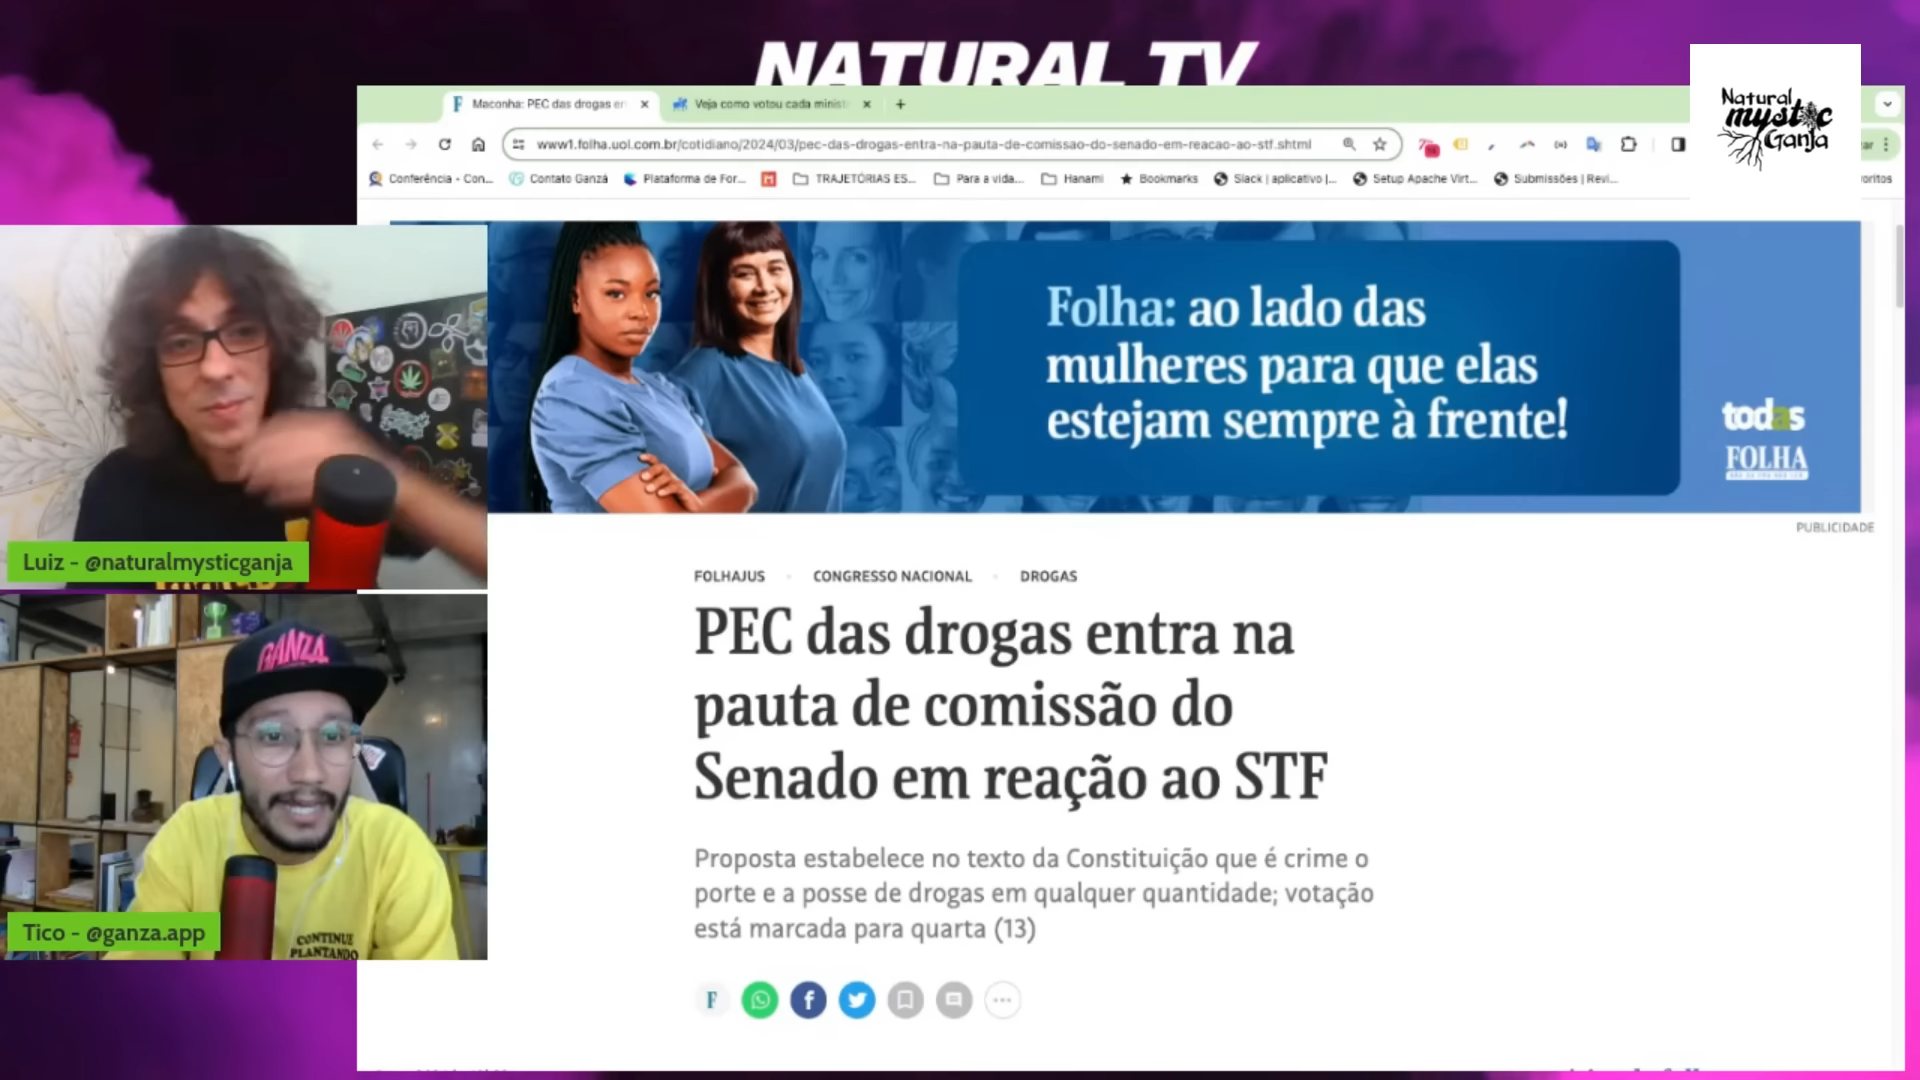 NATURAL TV
Natural
mystic
Ganja
Maconha: PEC das drogas en
Veja como votou cada minist
www1.folha.uol.com.br/cotidiano/2024/03/pec-das-drogas-entra-na-pauta-de-comissao-do-senado-em-reacao-ao-stf.shtml
Conferência - Con...
Contato Ganza
Plataforma de For...
TRAJETÓRIAS ES...
Para a vida...
Hanami
Bookmarks
Slack | aplicativo |...
Setup Apache Virt...
Submissões | Revi...
Folha: ao lado das
mulheres para que elas
estejam sempre à frente!
todas
FOLHA
PUBLICIDADE
Luiz - @naturalmysticganja
GANZA
CONTINUE
PLANTANDO
Tico - @ganza.app
FOLHAJUS
CONGRESSO NACIONAL
DROGAS
PEC das drogas entra na
pauta de comissão do
Senado em reação ao STF
Proposta estabelece no texto da Constituição que é crime o
porte e a posse de drogas em qualquer quantidade; votação
está marcada para quarta (13)